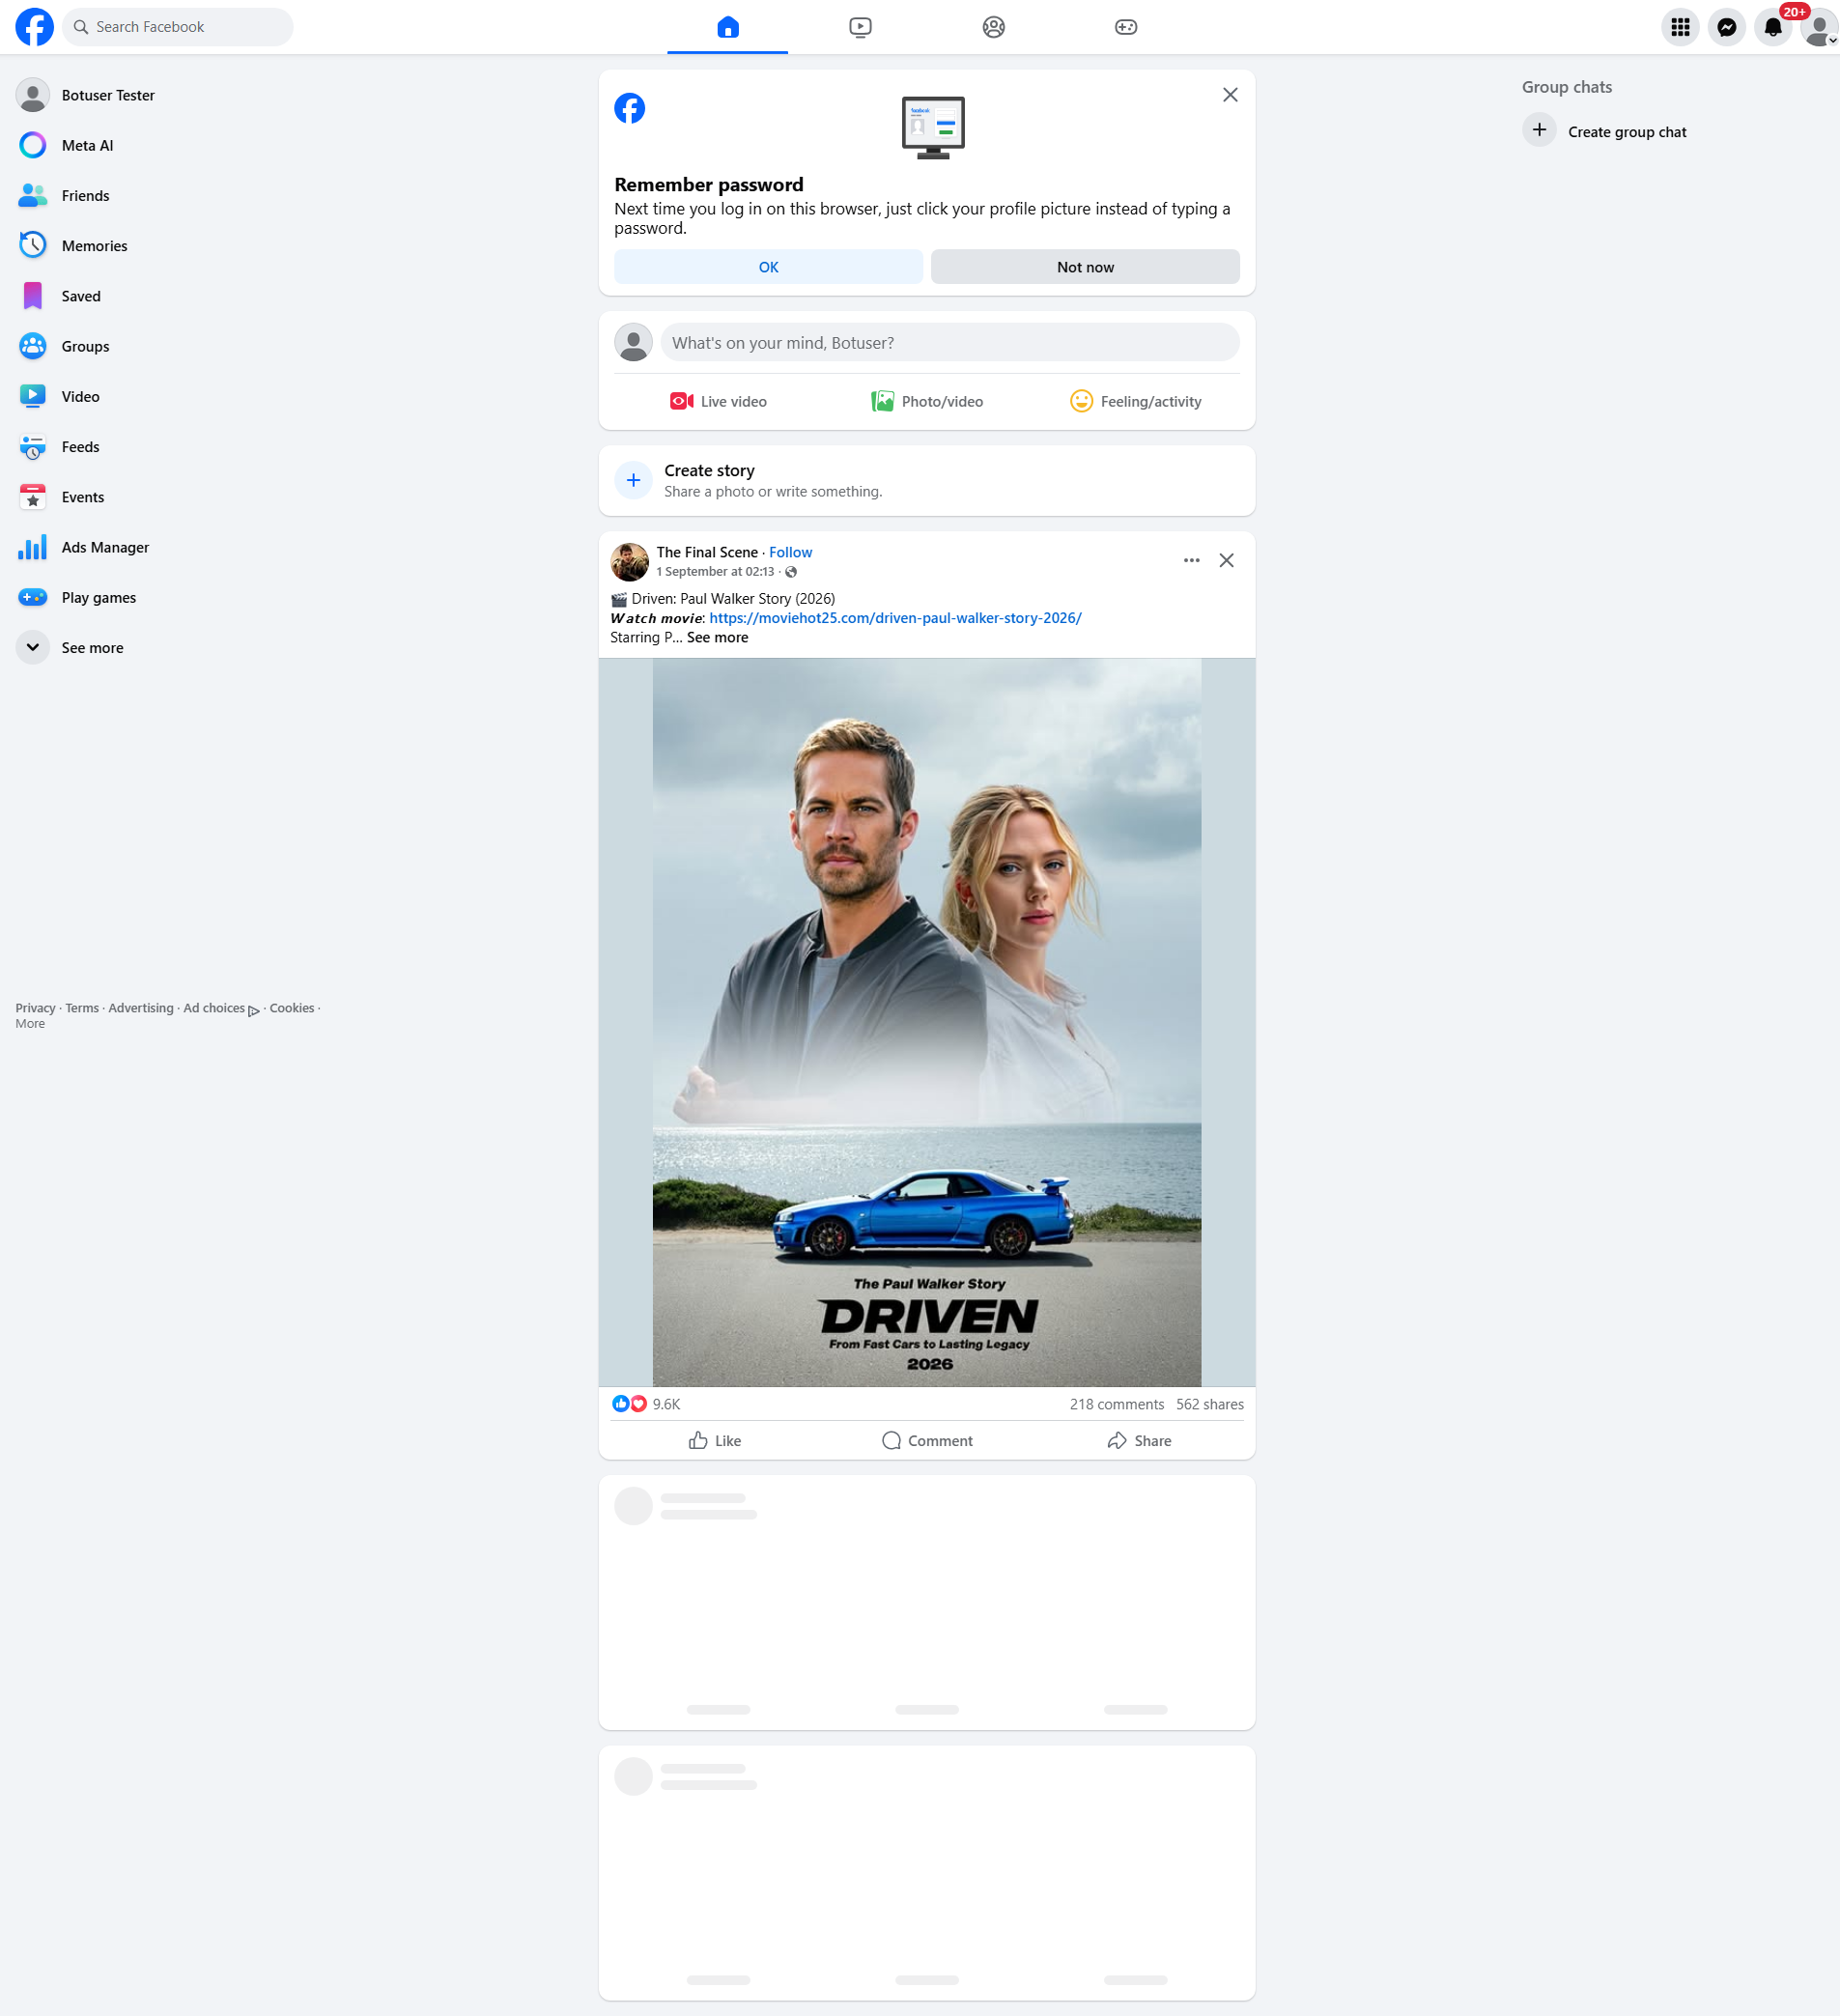 Search Facebook
20+
Botuser Tester
Meta AI
Friends
Memories
Saved
Groups
Video
Feeds
Events
Ads Manager
Play games
See more
Privacy · Terms · Advertising · Ad choices · Cookies ·
More
Remember password
Next time you log in on this browser, just click your profile picture instead of typing a
password.
OK
Not now
What's on your mind, Botuser?
Live video
Photo/video
Feeling/activity
Create story
Share a photo or write something.
The Final Scene · Follow
1 September at 02:13 ·
🎬 Driven: Paul Walker Story (2026)
𝙒𝙖𝙩𝙘𝙝 𝙢𝙤𝙫𝙞𝙚: https://moviehot25.com/driven-paul-walker-story-2026/
Starring P... See more
The Paul Walker Story
DRIVEN
From Fast Cars to Lasting Legacy
2026
9.6K
218 comments 562 shares
Like
Comment
Share
Group chats
Create group chat